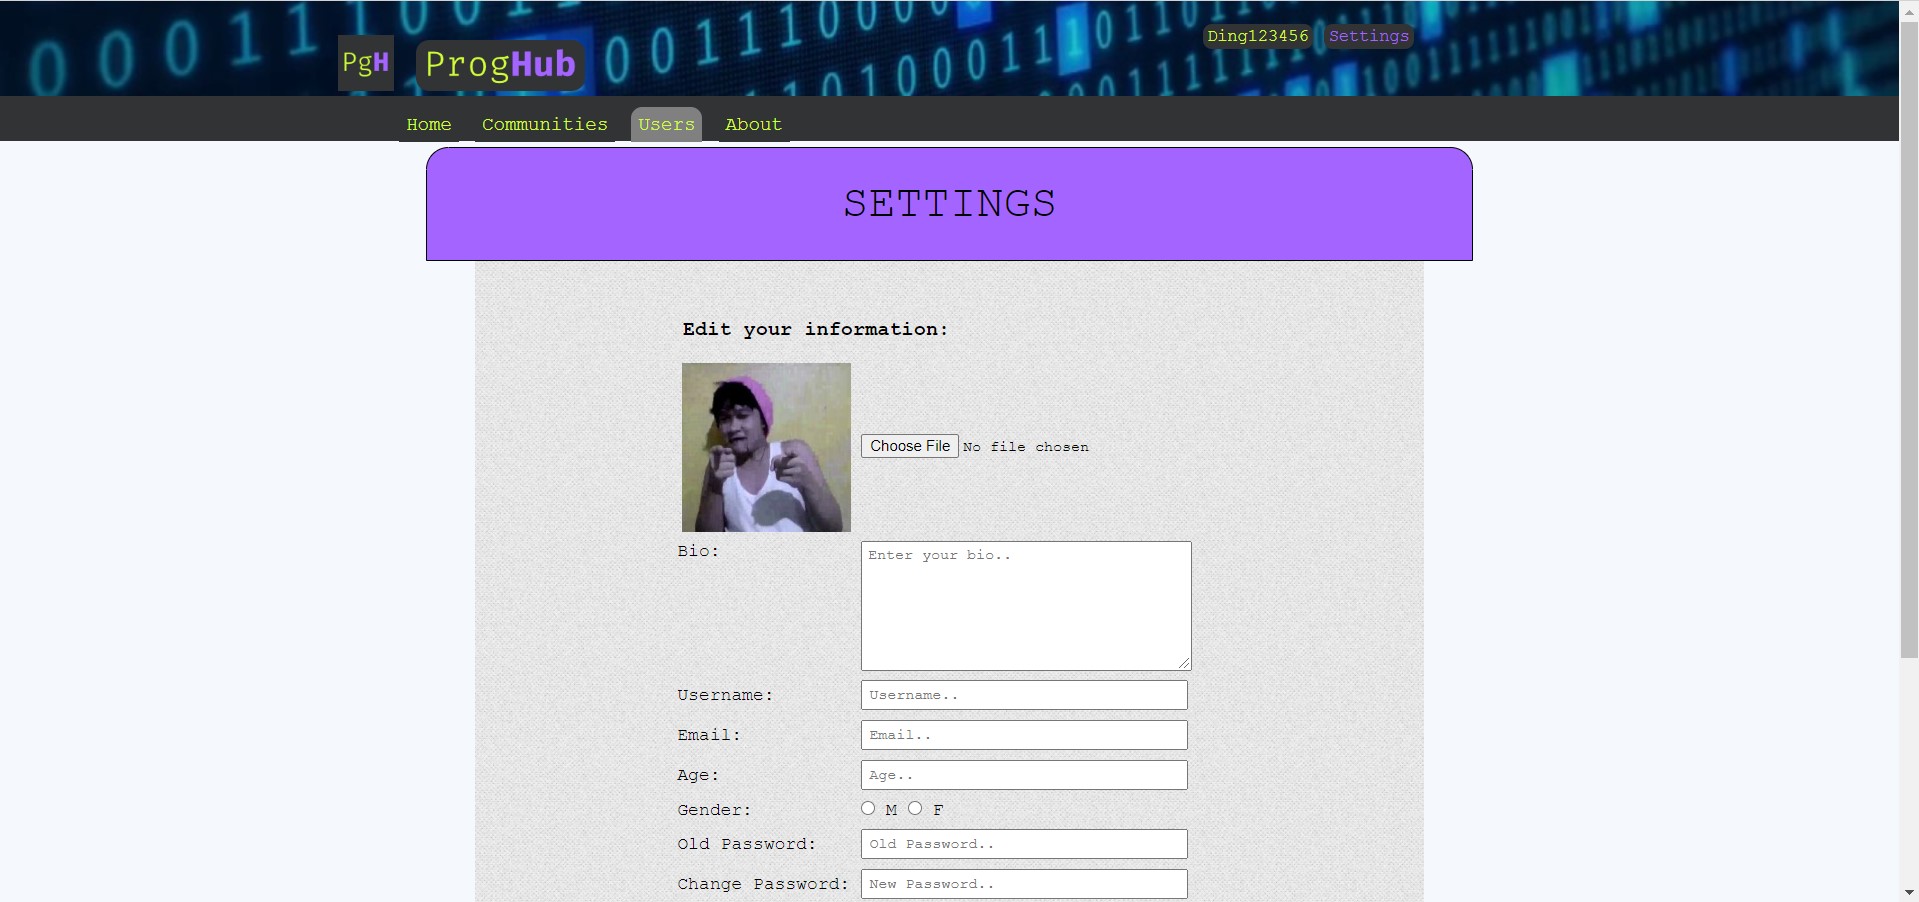 PgH ProgHub
Ding123456 Settings
Home Communities Users About
SETTINGS
Edit your information:
Choose File No file chosen
Bio:
Enter your bio..
Username: Username..
Email: Email..
Age: Age..
Gender: M F
Old Password: Old Password..
Change Password: New Password..